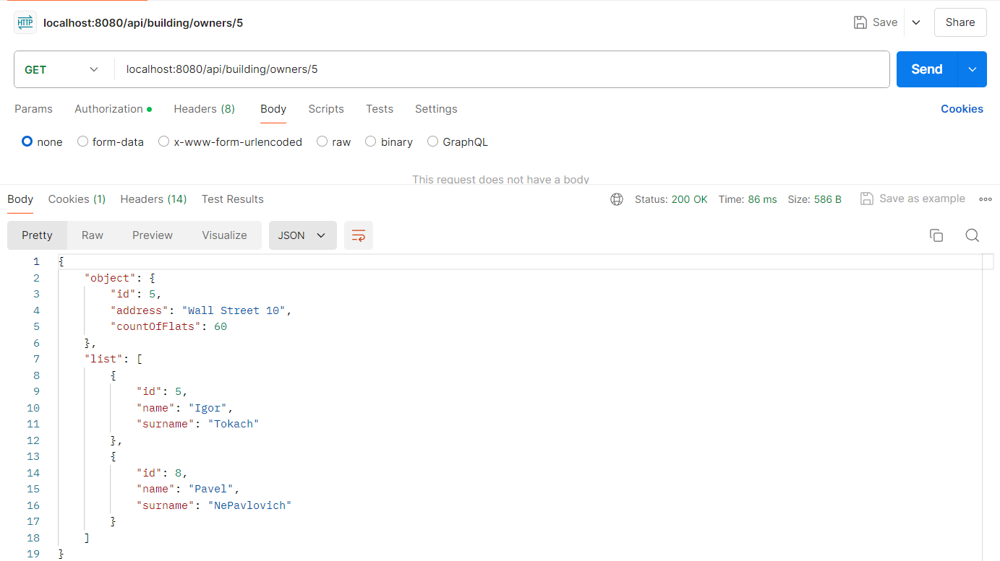 HTTP localhost:8080/api/building/owners/5 Save Share
GET localhost:8080/api/building/owners/5 Send
Params Authorization Headers (8) Body Scripts Tests Settings Cookies
none form-data x-www-form-urlencoded raw binary GraphQL
This request does not have a body
Body Cookies (1) Headers (14) Test Results Status: 200 OK Time: 86 ms Size: 586 B Save as example
Pretty Raw Preview Visualize JSON
1 {
2 "object": {
3 "id": 5,
4 "address": "Wall Street 10",
5 "countOfFlats": 60
6 },
7 "list": [
8 {
9 "id": 5,
10 "name": "Igor",
11 "surname": "Tokach"
12 },
13 {
14 "id": 8,
15 "name": "Pavel",
16 "surname": "NePavlovich"
17 }
18 ]
19 }